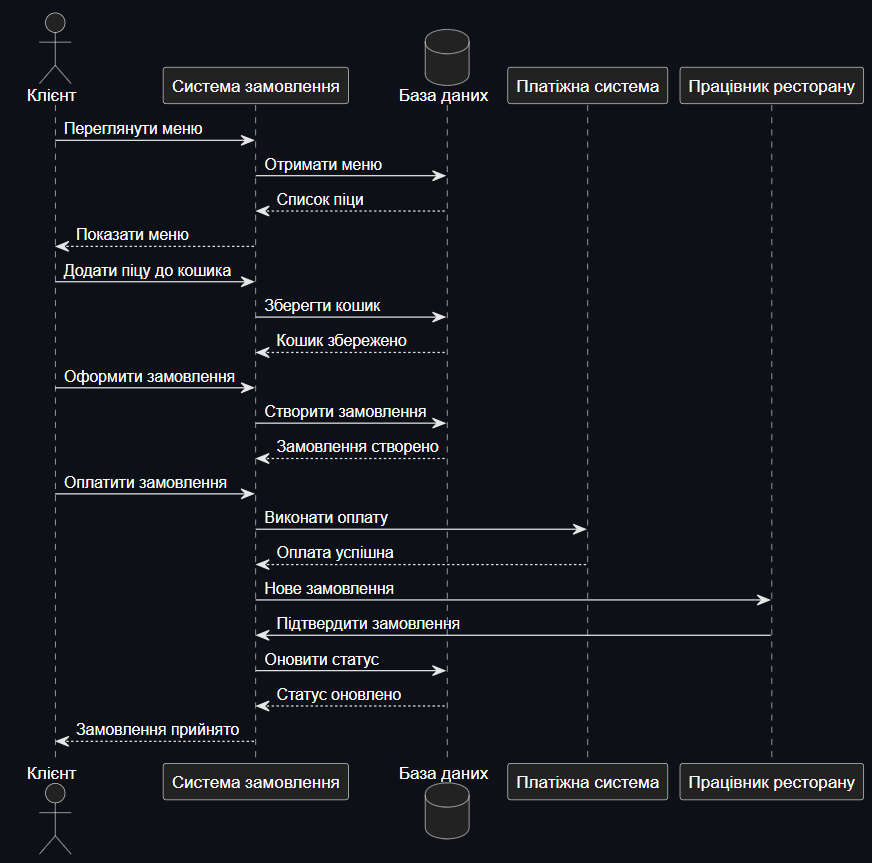 Клієнт
Система замовлення
База даних
Платіжна система
Працівник ресторану
Переглянути меню
Отримати меню
Список піци
Показати меню
Додати піцу до кошика
Зберегти кошик
Кошик збережено
Оформити замовлення
Створити замовлення
Замовлення створено
Оплатити замовлення
Виконати оплату
Оплата успішна
Нове замовлення
Підтвердити замовлення
Оновити статус
Статус оновлено
Замовлення прийнято
Клієнт
Система замовлення
База даних
Платіжна система
Працівник ресторану